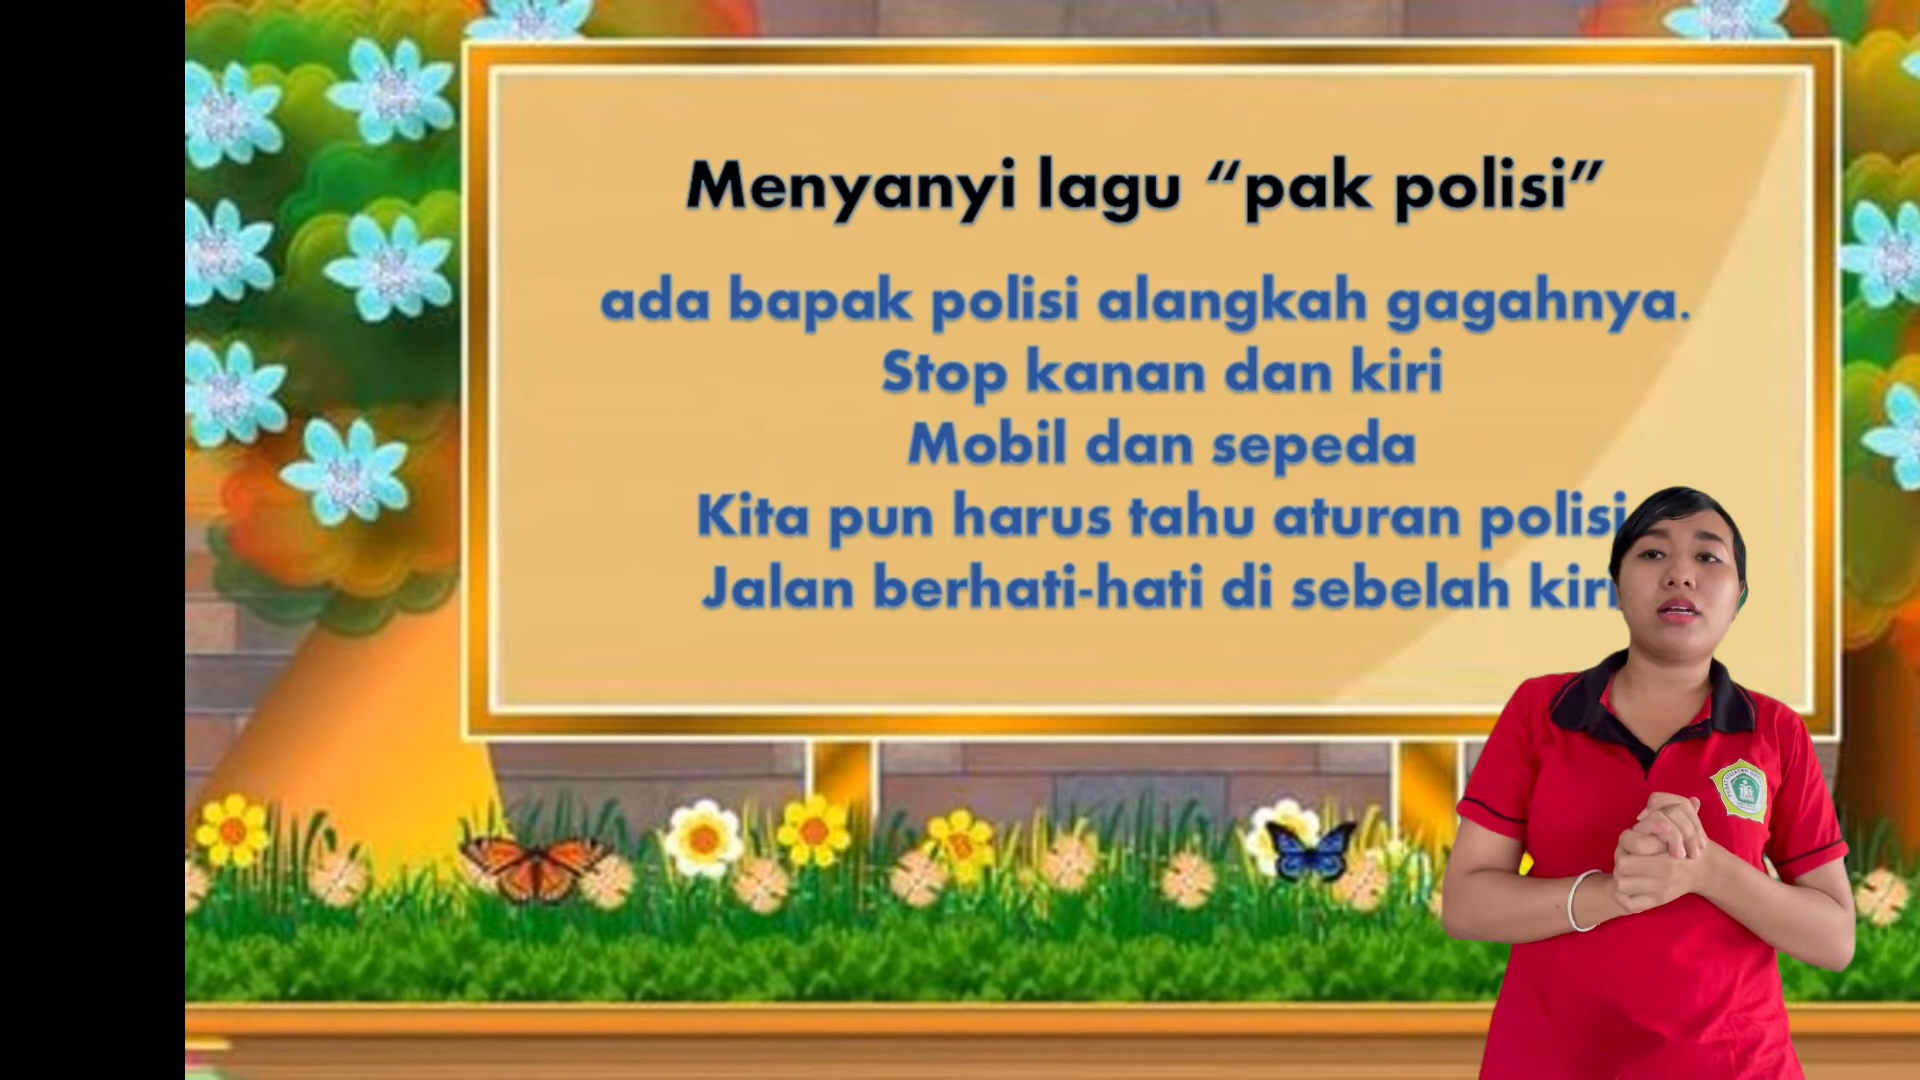 Menyanyi lagu “pak polisi”
ada bapak polisi alangkah gagahnya.
Stop kanan dan kiri
Mobil dan sepeda
Kita pun harus tahu aturan polisi
Jalan berhati-hati di sebelah kiri